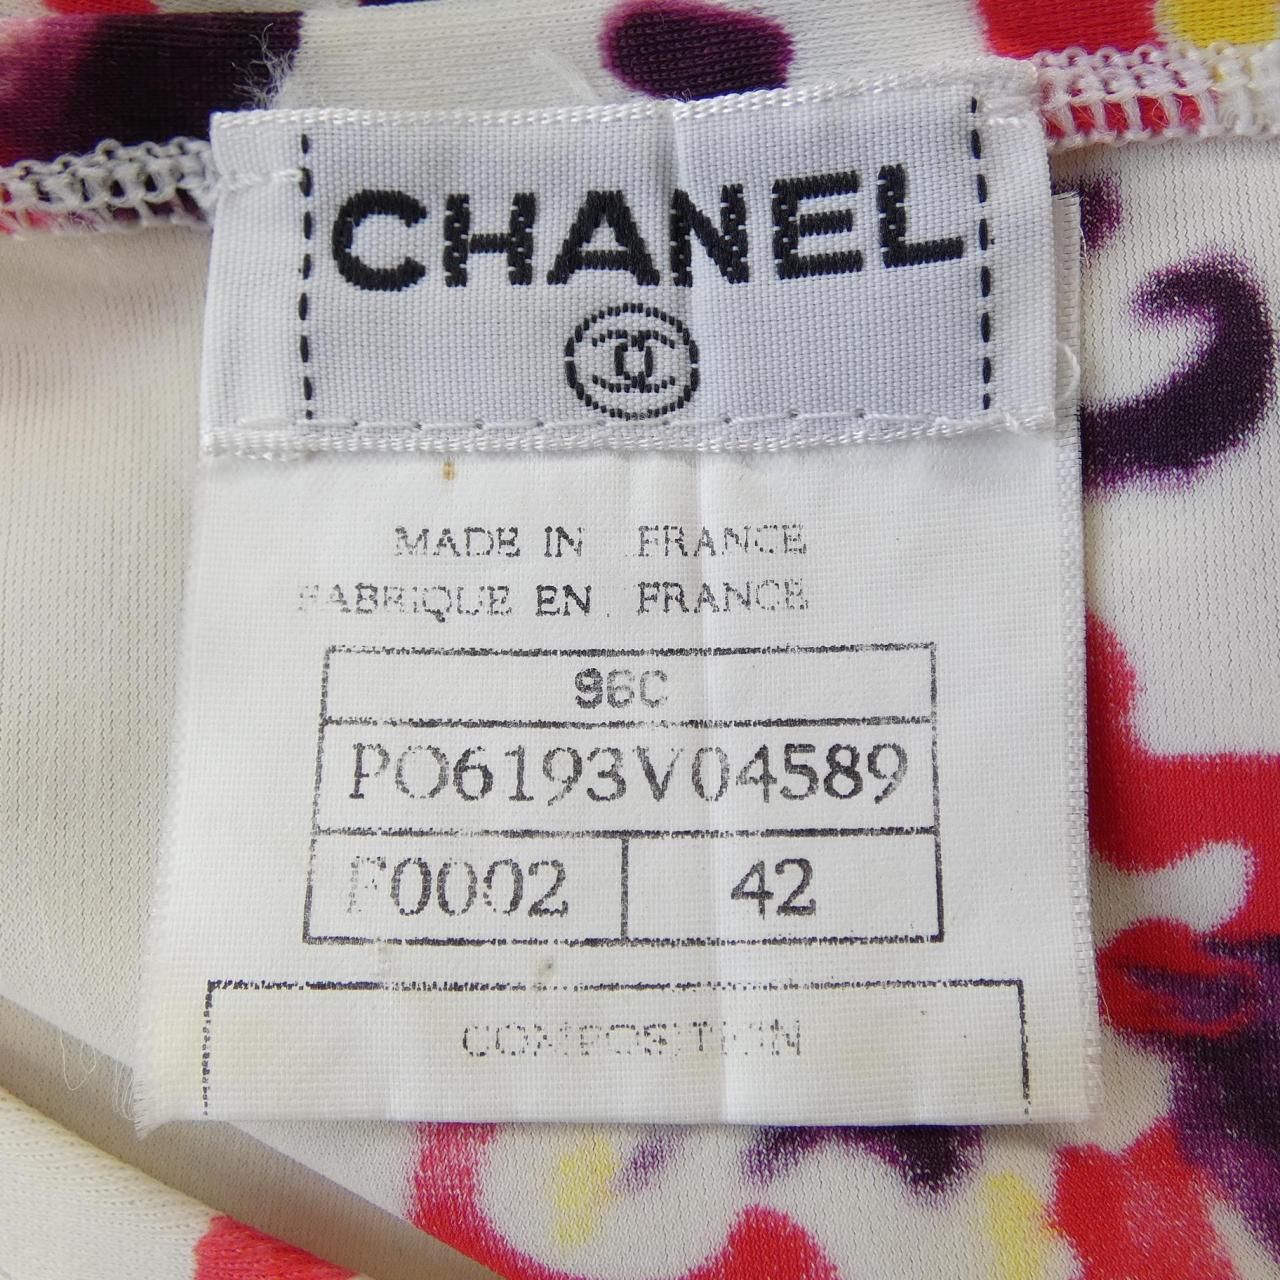 CHANEL
MADE IN FRANCE
FABRIQUE EN FRANCE
96C
PO6193V04589
F0002 42
COMPOSITION